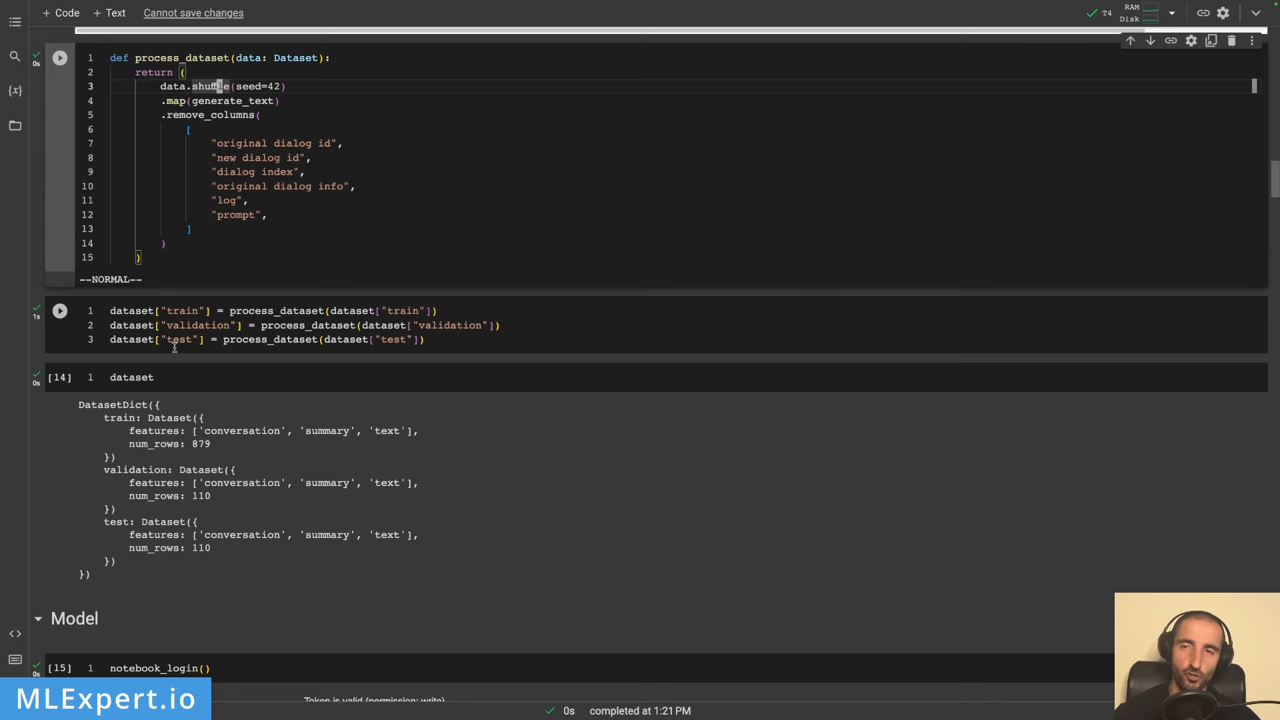 + Code + Text Cannot save changes
T4 RAM
Disk
0s
1 def process_dataset(data: Dataset):
2 return (
3 data.shuffle(seed=42)
4 .map(generate_text)
5 .remove_columns(
6 [
7 "original dialog id",
8 "new dialog id",
9 "dialog index",
10 "original dialog info",
11 "log",
12 "prompt",
13 ]
14 )
15 )
--NORMAL--
1s
1 dataset["train"] = process_dataset(dataset["train"])
2 dataset["validation"] = process_dataset(dataset["validation"])
3 dataset["test"] = process_dataset(dataset["test"])
0s
[14] 1 dataset
DatasetDict({
train: Dataset({
features: ['conversation', 'summary', 'text'],
num_rows: 879
})
validation: Dataset({
features: ['conversation', 'summary', 'text'],
num_rows: 110
})
test: Dataset({
features: ['conversation', 'summary', 'text'],
num_rows: 110
})
})
Model
0s
[15] 1 notebook_login()
Token is valid (permission: write).
MLExpert.io
0s completed at 1:21 PM